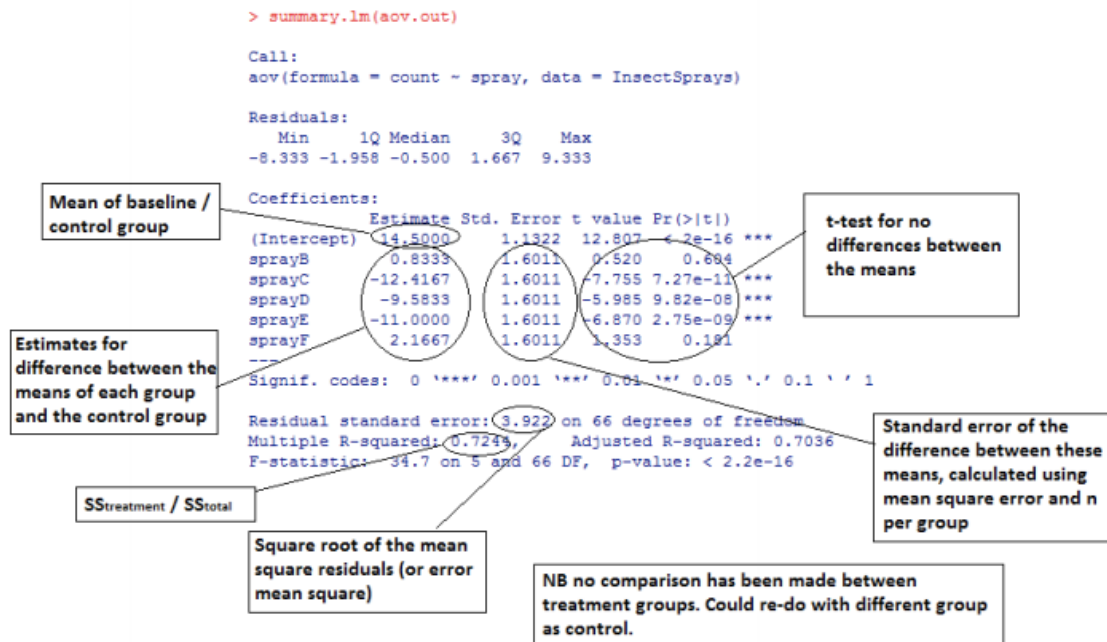 > summary.lm(aov.out)
Call:
aov(formula = count ~ spray, data = InsectSprays)
Residuals:
Min 1Q Median 3Q Max
-8.333 -1.958 -0.500 1.667 9.333
Mean of baseline /
control group
Coefficients:
Estimate Std. Error t value Pr(>|t|)
(Intercept) 14.5000 1.1322 12.807 < 2e-16 ***
sprayB 0.8333 1.6011 0.520 0.604
sprayC -12.4167 1.6011 -7.755 7.27e-11 ***
sprayD -9.5833 1.6011 -5.985 9.82e-08 ***
sprayE -11.0000 1.6011 -6.870 2.75e-09 ***
sprayF 2.1667 1.6011 1.353 0.181
---
Signif. codes: 0 ‘***’ 0.001 ‘**’ 0.01 ‘*’ 0.05 ‘.’ 0.1 ‘ ’ 1
t-test for no
differences between
the means
Estimates for
difference between the
means of each group
and the control group
Residual standard error: 3.922 on 66 degrees of freedom
Multiple R-squared: 0.7244, Adjusted R-squared: 0.7036
F-statistic: 34.7 on 5 and 66 DF, p-value: < 2.2e-16
Standard error of the
difference between these
means, calculated using
mean square error and n
per group
SStreatment / SStotal
Square root of the mean
square residuals (or error
mean square)
NB no comparison has been made between
treatment groups. Could re-do with different group
as control.